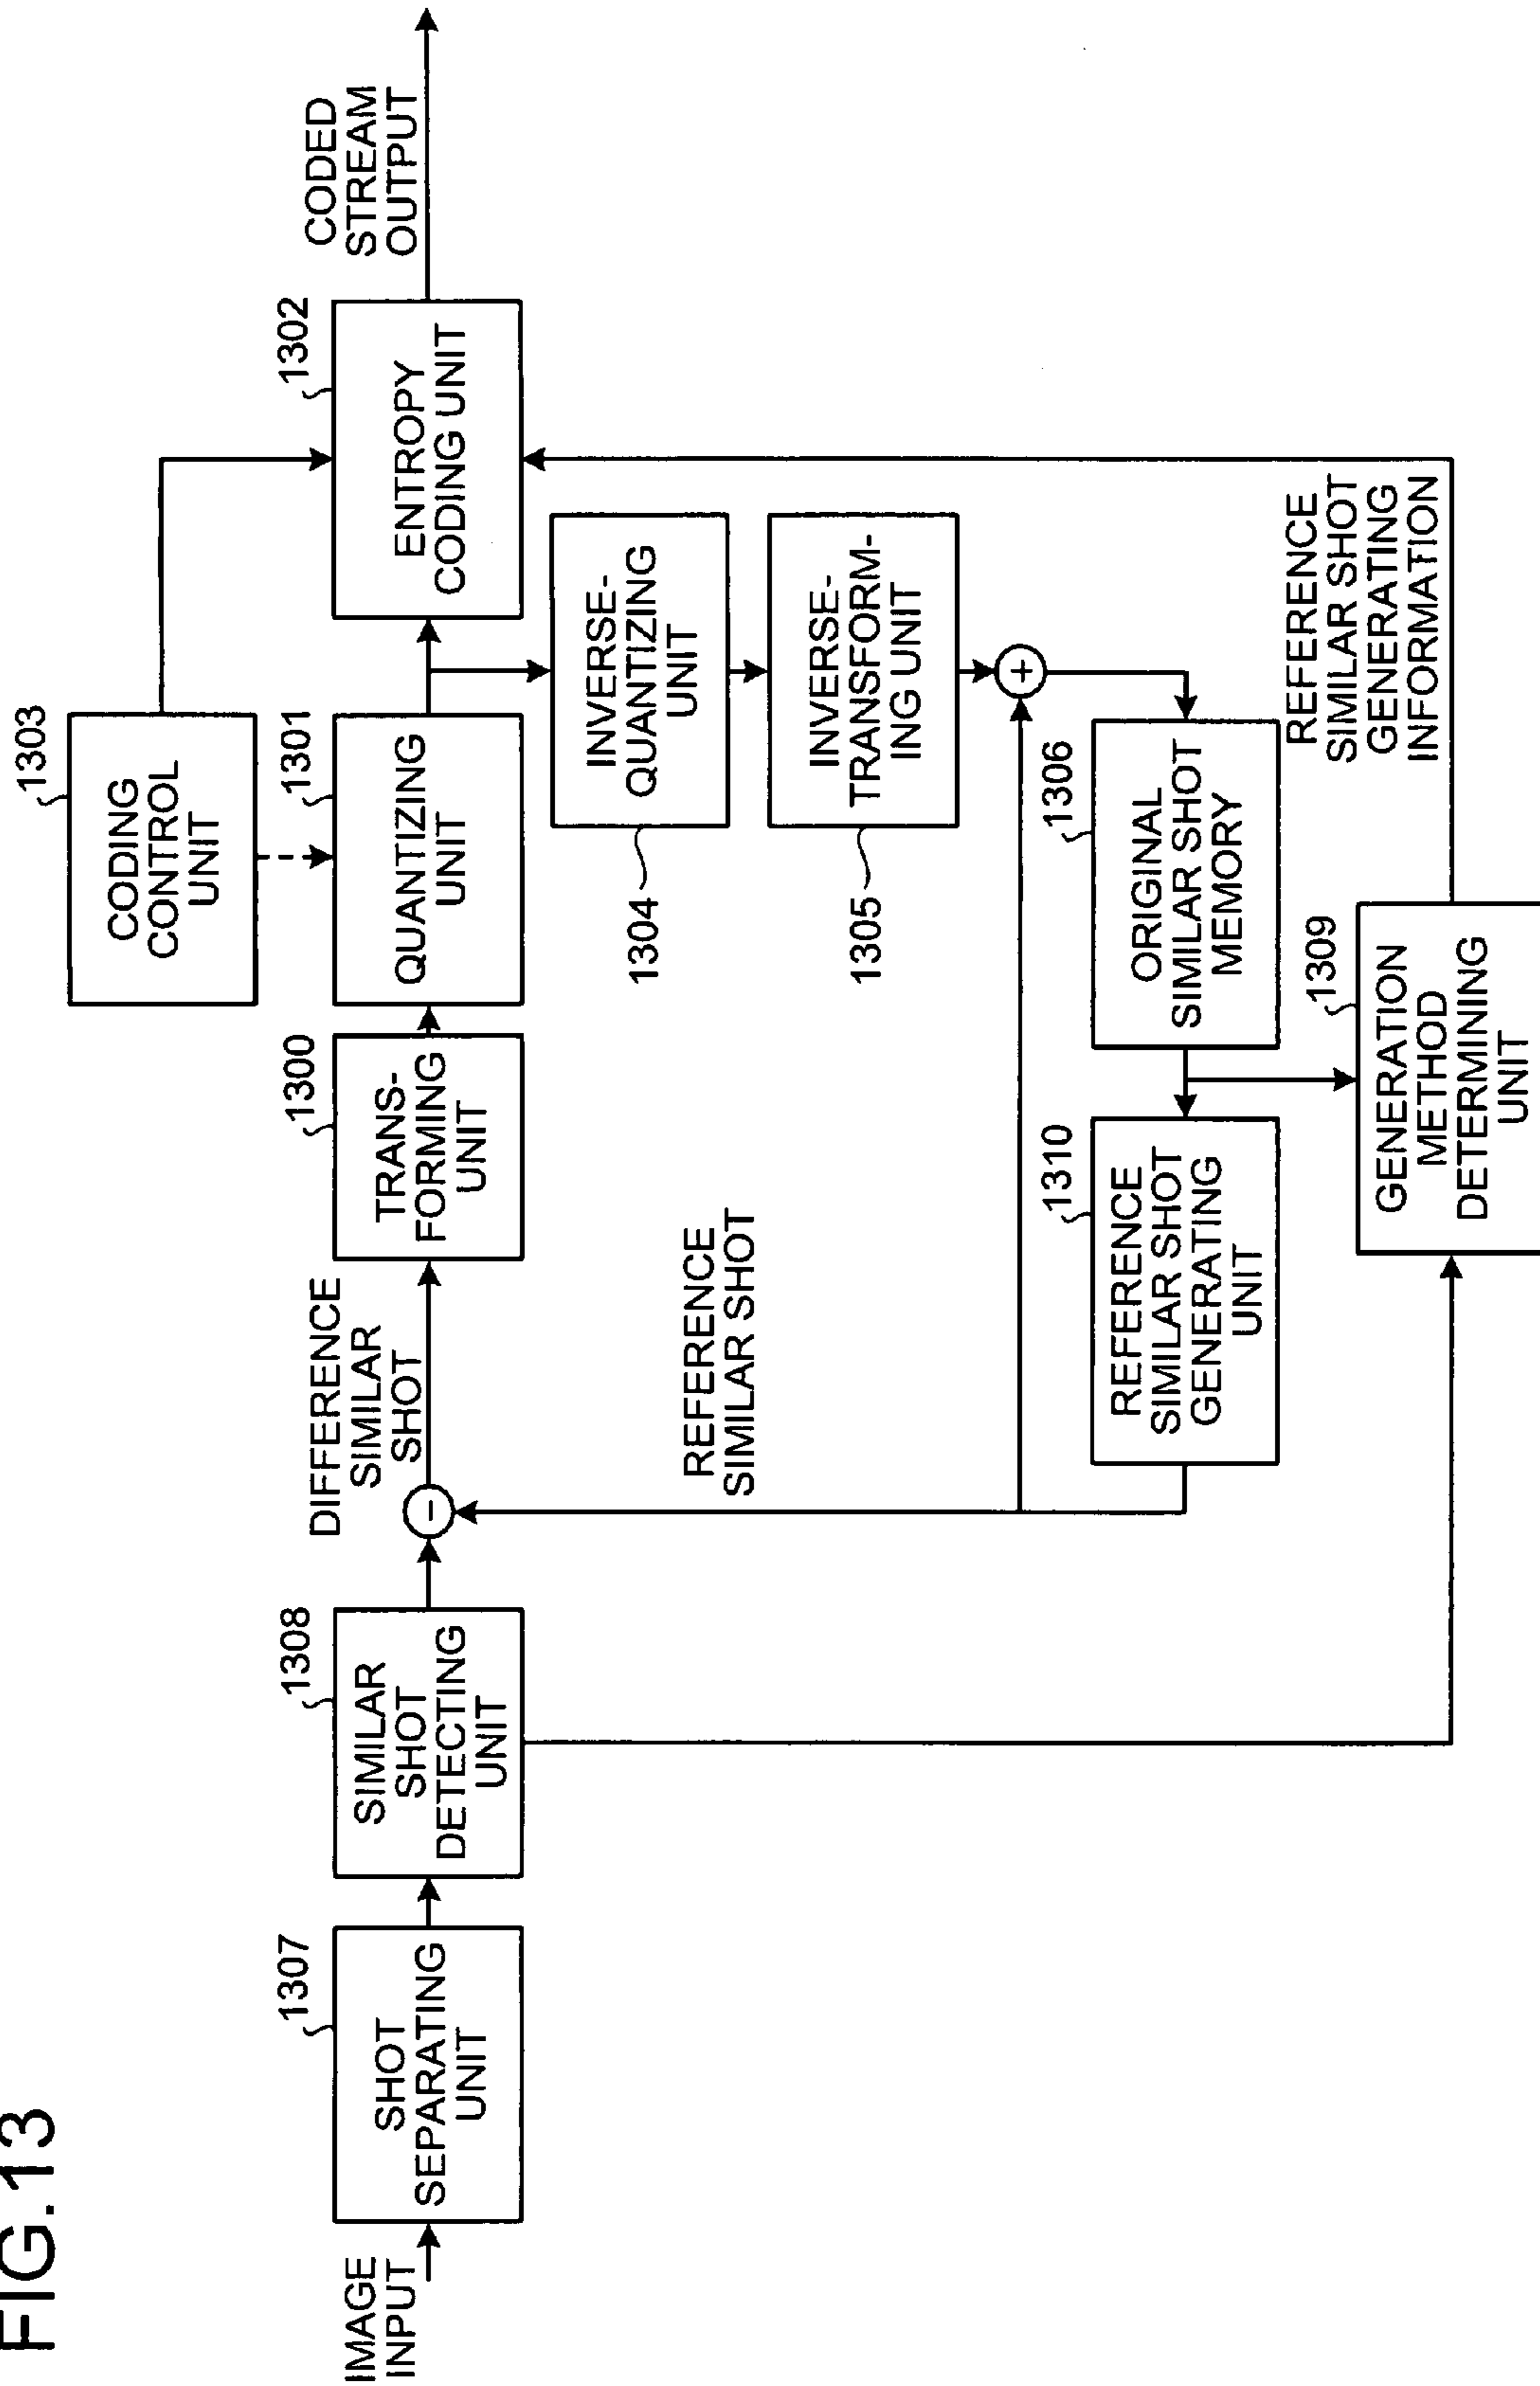 FIG.13
IMAGE
INPUT
1307
SHOT
SEPARATING
UNIT
1308
SIMILAR
SHOT
DETECTING
UNIT
DIFFERENCE
SIMILAR
SHOT
−
1300
TRANS-
FORMING
UNIT
1303
CODING
CONTROL
UNIT
1301
QUANTIZING
UNIT
1302
ENTROPY
CODING UNIT
CODED
STREAM
OUTPUT
1304
INVERSE-
QUANTIZING
UNIT
1305
INVERSE-
TRANSFORM-
ING UNIT
+
REFERENCE
SIMILAR SHOT
1310
REFERENCE
SIMILAR SHOT
GENERATING
UNIT
1306
ORIGINAL
SIMILAR SHOT
MEMORY
1309
GENERATION
METHOD
DETERMINING
UNIT
REFERENCE
SIMILAR SHOT
GENERATING
INFORMATION